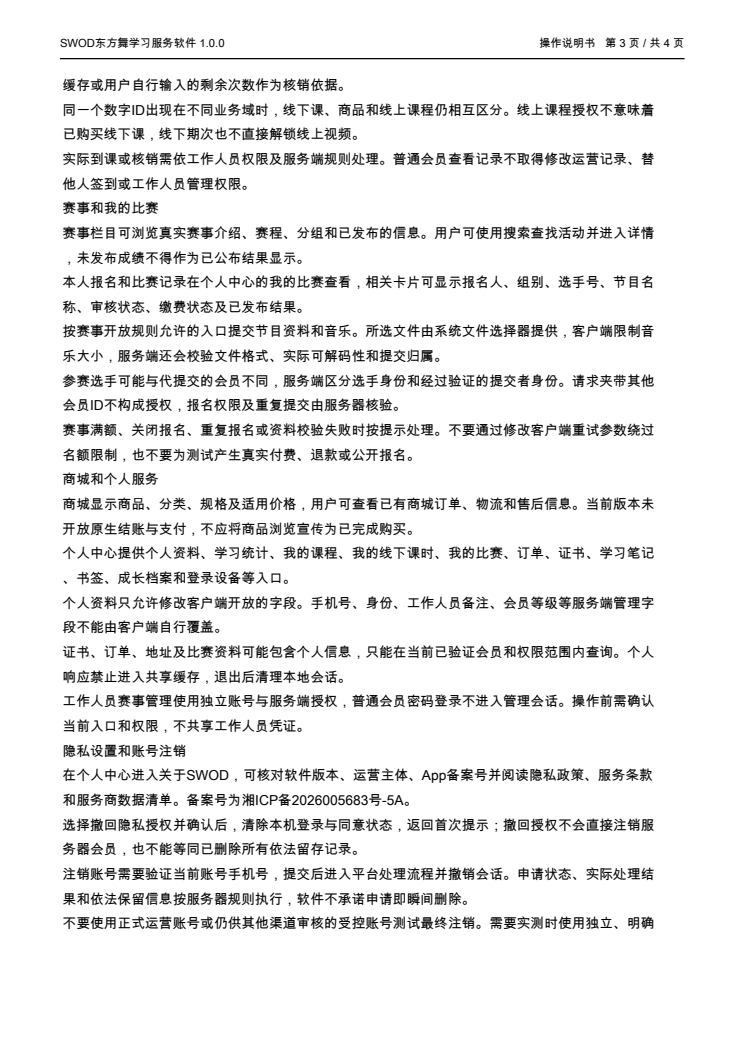 SWOD东方舞学习服务软件 1.0.0
操作说明书 第 3 页 / 共 4 页
缓存或用户自行输入的剩余次数作为核销依据。
同一个数字ID出现在不同业务域时，线下课、商品和线上课程仍相互区分。线上课程授权不意味着
已购买线下课，线下期次也不直接解锁线上视频。
实际到课或核销需依工作人员权限及服务端规则处理。普通会员查看记录不取得修改运营记录、替
他人签到或工作人员管理权限。
赛事和我的比赛
赛事栏目可浏览真实赛事介绍、赛程、分组和已发布的信息。用户可使用搜索查找活动并进入详情
，未发布成绩不得作为已公布结果显示。
本人报名和比赛记录在个人中心的我的比赛查看，相关卡片可显示报名人、组别、选手号、节目名
称、审核状态、缴费状态及已发布结果。
按赛事开放规则允许的入口提交节目资料和音乐。所选文件由系统文件选择器提供，客户端限制音
乐大小，服务端还会校验文件格式、实际可解码性和提交归属。
参赛选手可能与代提交的会员不同，服务端区分选手身份和经过验证的提交者身份。请求夹带其他
会员ID不构成授权，报名权限及重复提交由服务器核验。
赛事满额、关闭报名、重复报名或资料校验失败时按提示处理。不要通过修改客户端重试参数绕过
名额限制，也不要为测试产生真实付费、退款或公开报名。
商城和个人服务
商城显示商品、分类、规格及适用价格，用户可查看已有商城订单、物流和售后信息。当前版本未
开放原生结账与支付，不应将商品浏览宣传为已完成购买。
个人中心提供个人资料、学习统计、我的课程、我的线下课时、我的比赛、订单、证书、学习笔记
、书签、成长档案和登录设备等入口。
个人资料只允许修改客户端开放的字段。手机号、身份、工作人员备注、会员等级等服务端管理字
段不能由客户端自行覆盖。
证书、订单、地址及比赛资料可能包含个人信息，只能在当前已验证会员和权限范围内查询。个人
响应禁止进入共享缓存，退出后清理本地会话。
工作人员赛事管理使用独立账号与服务端授权，普通会员密码登录不进入管理会话。操作前需确认
当前入口和权限，不共享工作人员凭证。
隐私设置和账号注销
在个人中心进入关于SWOD，可核对软件版本、运营主体、App备案号并阅读隐私政策、服务条款
和服务商数据清单。备案号为湘ICP备2026005683号-5A。
选择撤回隐私授权并确认后，清除本机登录与同意状态，返回首次提示；撤回授权不会直接注销服
务器会员，也不能等同已删除所有依法留存记录。
注销账号需要验证当前账号手机号，提交后进入平台处理流程并撤销会话。申请状态、实际处理结
果和依法保留信息按服务器规则执行，软件不承诺申请即瞬间删除。
不要使用正式运营账号或仍供其他渠道审核的受控账号测试最终注销。需要实测时使用独立、明确